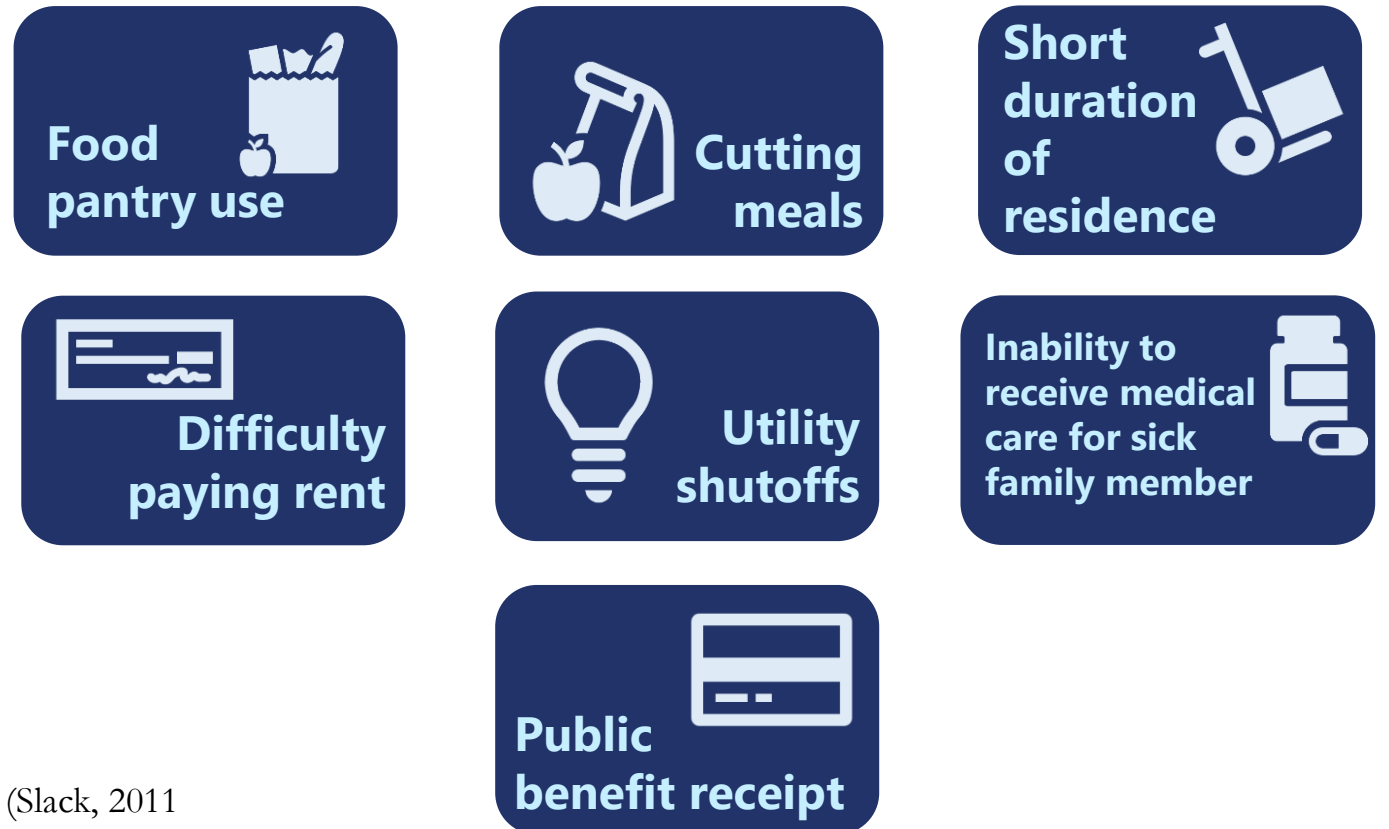 Food
pantry use
Cutting
meals
Short
duration
of
residence
Difficulty
paying rent
Utility
shutoffs
Inability to
receive medical
care for sick
family member
Public
benefit receipt
(Slack, 2011